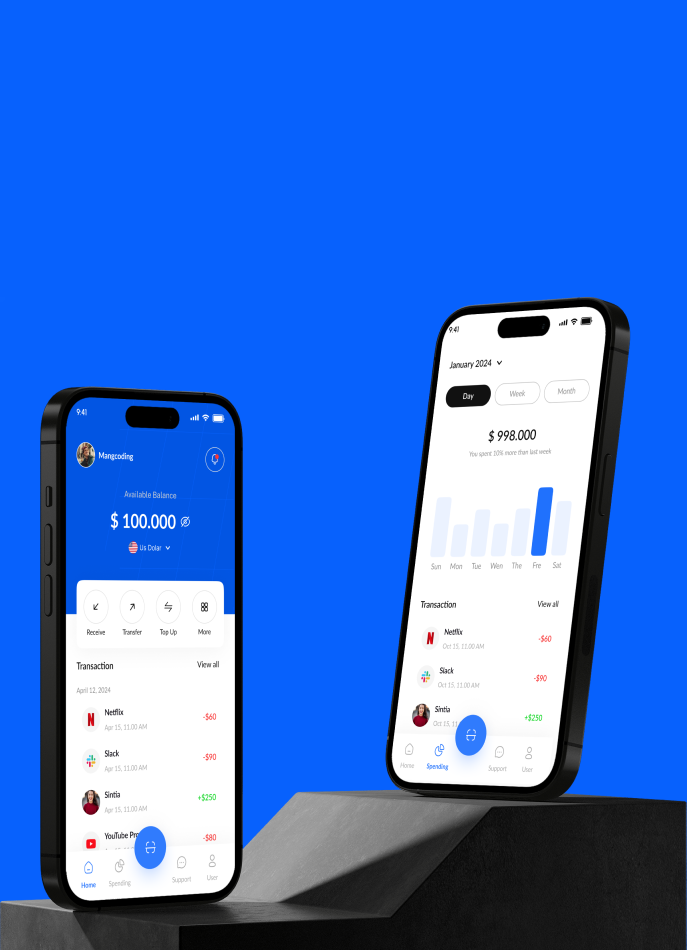 9:41
Mangcoding
Available Balance
$ 100.000
Us Dolar
Receive
Transfer
Top Up
More
Transaction
View all
April 12, 2024
Netflix
Apr 15, 11.00 AM
-$60
Slack
Apr 15, 11.00 AM
-$90
Sintia
Apr 15, 11.00 AM
+$250
YouTube Pr
-$80
Home
Spending
Support
User
9:41
January 2024
Day
Week
Month
$ 998.000
You spent 10% more than last week
Sun
Mon
Tue
Wen
The
Fre
Sat
Transaction
View all
Netflix
Oct 15, 11.00 AM
-$60
Slack
Oct 15, 11.00 AM
-$90
Sintia
Oct 15, 11.0
+$250
Home
Spending
Support
User